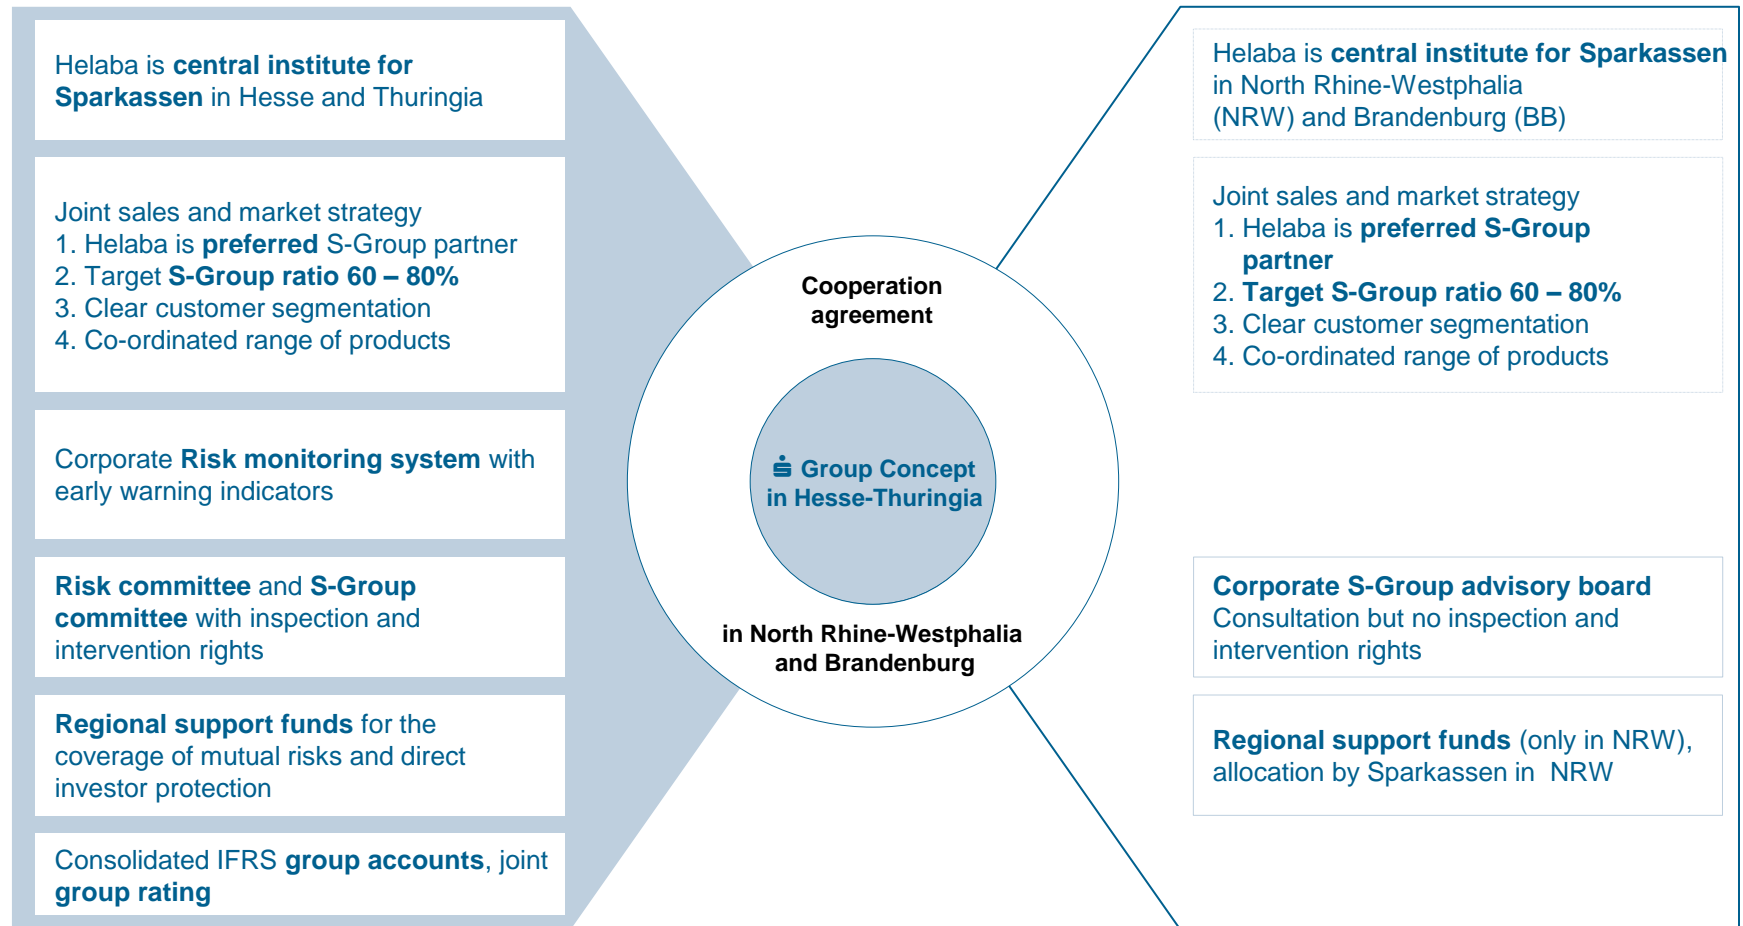 Helaba is central institute for
Sparkassen in Hesse and Thuringia
Joint sales and market strategy
1. Helaba is preferred S-Group partner
2. Target S-Group ratio 60 – 80%
3. Clear customer segmentation
4. Co-ordinated range of products
Corporate Risk monitoring system with
early warning indicators
Risk committee and S-Group
committee with inspection and
intervention rights
Regional support funds for the
coverage of mutual risks and direct
investor protection
Consolidated IFRS group accounts, joint
group rating
Cooperation
agreement
Group Concept
in Hesse-Thuringia
in North Rhine-Westphalia
and Brandenburg
Helaba is central institute for Sparkassen
in North Rhine-Westphalia
(NRW) and Brandenburg (BB)
Joint sales and market strategy
1. Helaba is preferred S-Group
partner
2. Target S-Group ratio 60 – 80%
3. Clear customer segmentation
4. Co-ordinated range of products
Corporate S-Group advisory board
Consultation but no inspection and
intervention rights
Regional support funds (only in NRW),
allocation by Sparkassen in NRW